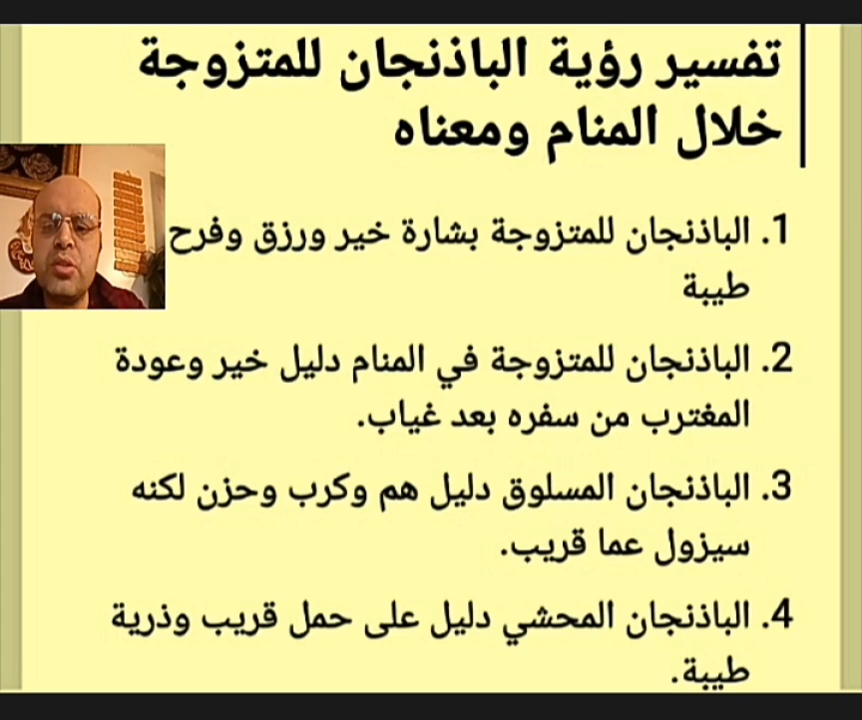 تفسير رؤية الباذنجان للمتزوجة
خلال المنام ومعناه
1. الباذنجان للمتزوجة بشارة خير ورزق وفرح
طيبة
2. الباذنجان للمتزوجة في المنام دليل خير وعودة
المغترب من سفره بعد غياب.
3. الباذنجان المسلوق دليل هم وكرب وحزن لكنه
سيزول عما قريب.
4. الباذنجان المحشي دليل على حمل قريب وذرية
طيبة.